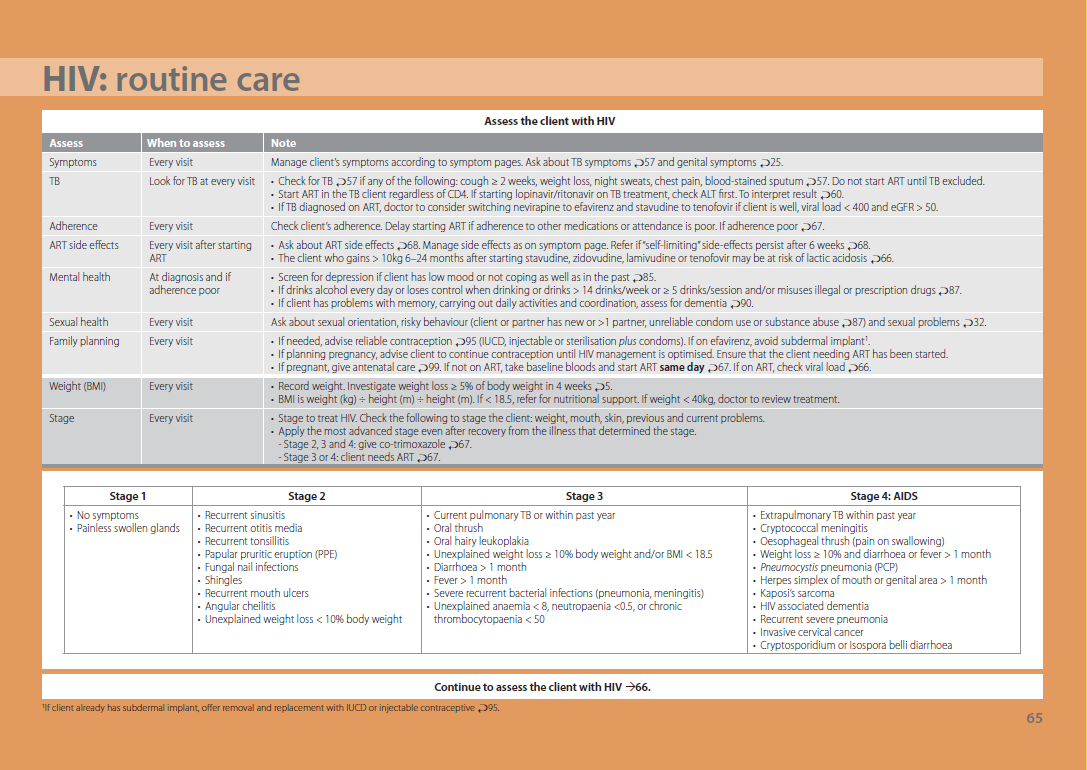 HIV: routine care
Assess the client with HIV
Assess When to assess Note
Symptoms Every visit Manage client's symptoms according to symptom pages. Ask about TB symptoms ⮎57 and genital symptoms ⮎25.
TB Look for TB at every visit • Check for TB ⮎57 if any of the following: cough ≥ 2 weeks, weight loss, night sweats, chest pain, blood-stained sputum ⮎57. Do not start ART until TB excluded.
• Start ART in the TB client regardless of CD4. If starting lopinavir/ritonavir on TB treatment, check ALT first. To interpret result ⮎60.
• If TB diagnosed on ART, doctor to consider switching nevirapine to efavirenz and stavudine to tenofovir if client is well, viral load < 400 and eGFR > 50.
Adherence Every visit Check client's adherence. Delay starting ART if adherence to other medications or attendance is poor. If adherence poor ⮎67.
ART side effects Every visit after starting • Ask about ART side effects ⮎68. Manage side effects as on symptom page. Refer if "self-limiting" side-effects persist after 6 weeks ⮎68.
ART • The client who gains > 10kg 6–24 months after starting stavudine, zidovudine, lamivudine or tenofovir may be at risk of lactic acidosis ⮎66.
Mental health At diagnosis and if • Screen for depression if client has low mood or not coping as well as in the past ⮎85.
adherence poor • If drinks alcohol every day or loses control when drinking or drinks > 14 drinks/week or ≥ 5 drinks/session and/or misuses illegal or prescription drugs ⮎87.
• If client has problems with memory, carrying out daily activities and coordination, assess for dementia ⮎90.
Sexual health Every visit Ask about sexual orientation, risky behaviour (client or partner has new or >1 partner, unreliable condom use or substance abuse ⮎87) and sexual problems ⮎32.
Family planning Every visit • If needed, advise reliable contraception ⮎95 (IUCD, injectable or sterilisation plus condoms). If on efavirenz, avoid subdermal implant¹.
• If planning pregnancy, advise client to continue contraception until HIV management is optimised. Ensure that the client needing ART has been started.
• If pregnant, give antenatal care ⮎99. If not on ART, take baseline bloods and start ART same day ⮎67. If on ART, check viral load ⮎66.
Weight (BMI) Every visit • Record weight. Investigate weight loss ≥ 5% of body weight in 4 weeks ⮎5.
• BMI is weight (kg) ÷ height (m) ÷ height (m). If < 18.5, refer for nutritional support. If weight < 40kg, doctor to review treatment.
Stage Every visit • Stage to treat HIV. Check the following to stage the client: weight, mouth, skin, previous and current problems.
• Apply the most advanced stage even after recovery from the illness that determined the stage.
- Stage 2, 3 and 4: give co-trimoxazole ⮎67.
- Stage 3 or 4: client needs ART ⮎67.
Stage 1
• No symptoms
• Painless swollen glands
Stage 2
• Recurrent sinusitis
• Recurrent otitis media
• Recurrent tonsillitis
• Papular pruritic eruption (PPE)
• Fungal nail infections
• Shingles
• Recurrent mouth ulcers
• Angular cheilitis
• Unexplained weight loss < 10% body weight
Stage 3
• Current pulmonary TB or within past year
• Oral thrush
• Oral hairy leukoplakia
• Unexplained weight loss ≥ 10% body weight and/or BMI < 18.5
• Diarrhoea > 1 month
• Fever > 1 month
• Severe recurrent bacterial infections (pneumonia, meningitis)
• Unexplained anaemia < 8, neutropaenia <0.5, or chronic
thrombocytopaenia < 50
Stage 4: AIDS
• Extrapulmonary TB within past year
• Cryptococcal meningitis
• Oesophageal thrush (pain on swallowing)
• Weight loss ≥ 10% and diarrhoea or fever > 1 month
• Pneumocystis pneumonia (PCP)
• Herpes simplex of mouth or genital area > 1 month
• Kaposi's sarcoma
• HIV associated dementia
• Recurrent severe pneumonia
• Invasive cervical cancer
• Cryptosporidium or Isospora belli diarrhoea
Continue to assess the client with HIV →66.
¹If client already has subdermal implant, offer removal and replacement with IUCD or injectable contraceptive ⮎95.
65